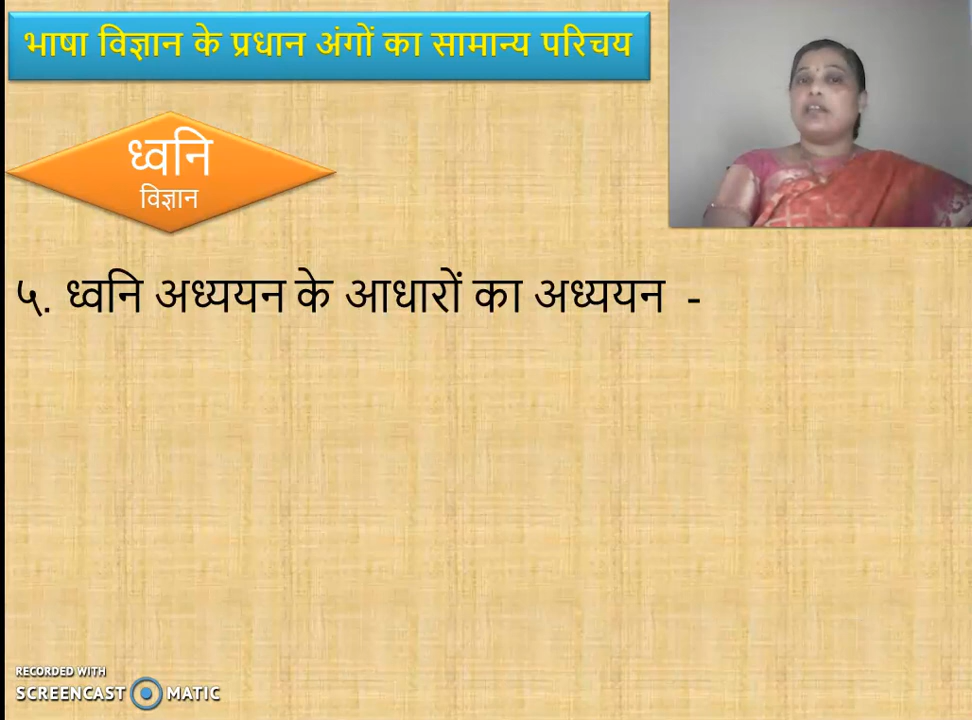 भाषा विज्ञान के प्रधान अंगों का सामान्य परिचय
ध्वनि
विज्ञान
५. ध्वनि अध्ययन के आधारों का अध्ययन -
RECORDED WITH
SCREENCAST MATIC